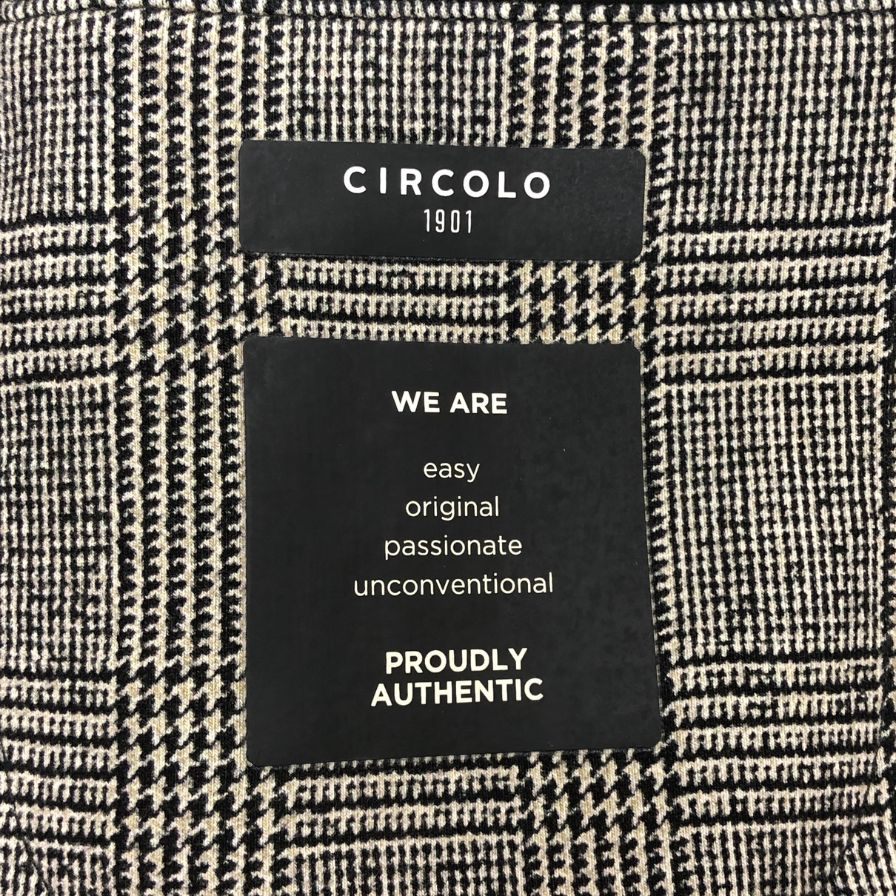 CIRCOLO
1901
WE ARE
easy
original
passionate
unconventional
PROUDLY
AUTHENTIC